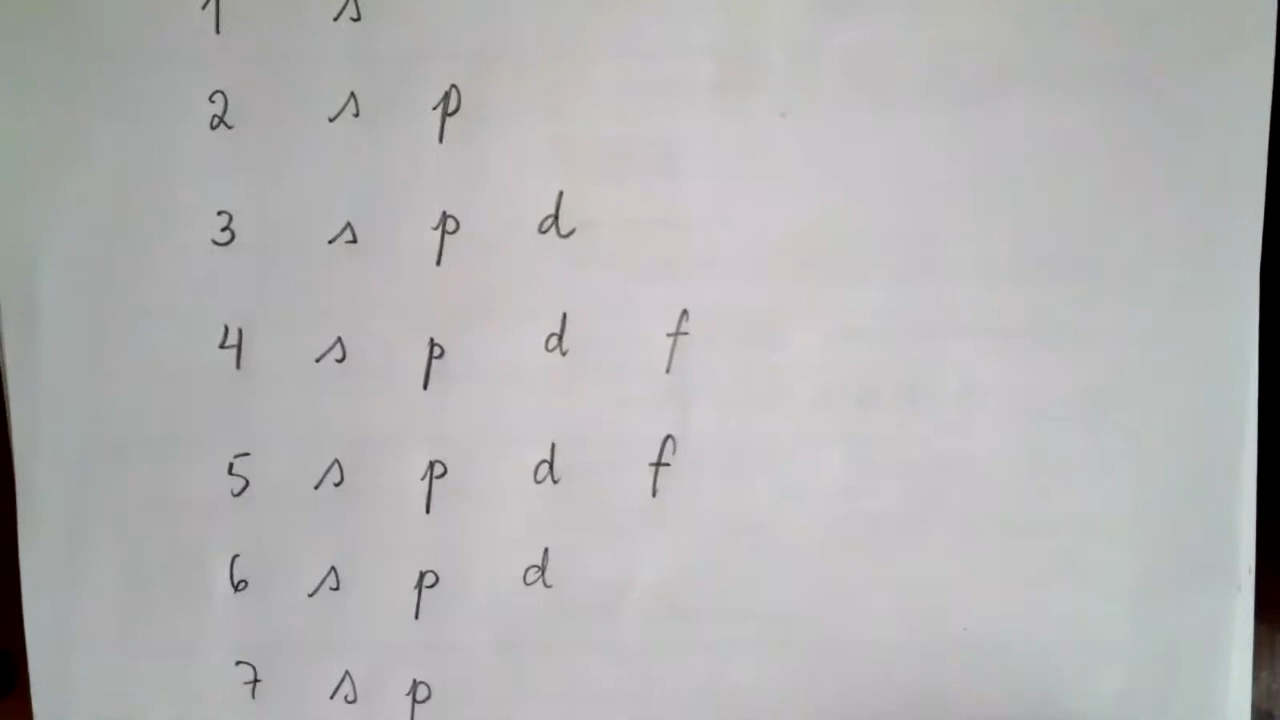 1 s
2 s p
3 s p d
4 s p d f
5 s p d f
6 s p d
7 s p